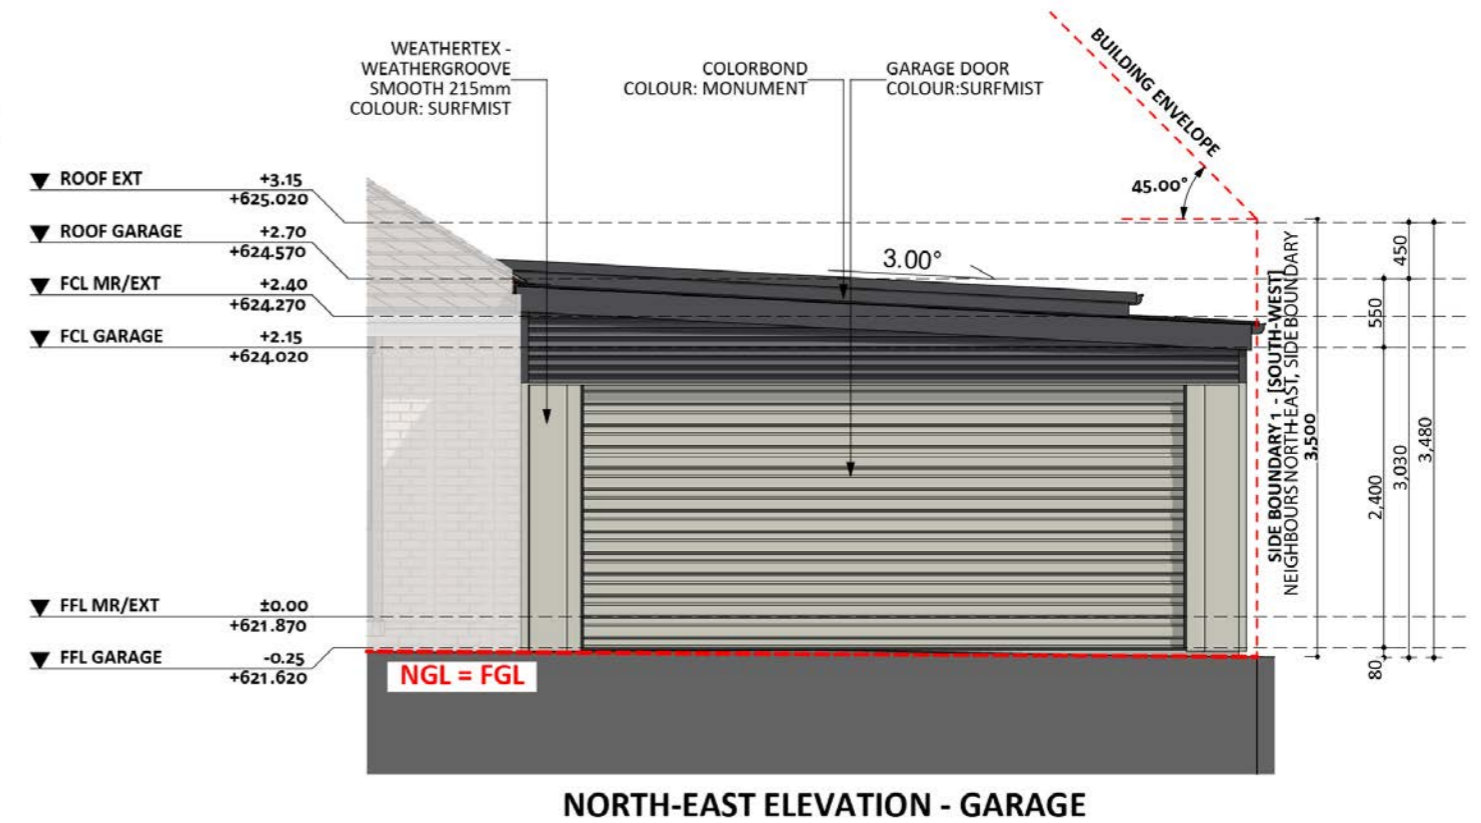 WEATHERTEX -
WEATHERGROOVE
SMOOTH 215mm
COLOUR: SURFMIST
COLORBOND
COLOUR: MONUMENT
GARAGE DOOR
COLOUR:SURFMIST
BUILDING ENVELOPE
45.00°
ROOF EXT +3.15
+625.020
ROOF GARAGE +2.70
+624.570
FCL MR/EXT +2.40
+624.270
FCL GARAGE +2.15
+624.020
3.00°
SIDE BOUNDARY 1 - [SOUTH-WEST]
NEIGHBOURS NORTH-EAST, SIDE BOUNDARY
3,500
450
550
2,400
3,030
3,480
80
FFL MR/EXT ±0.00
+621.870
FFL GARAGE -0.25
+621.620
NGL = FGL
NORTH-EAST ELEVATION - GARAGE